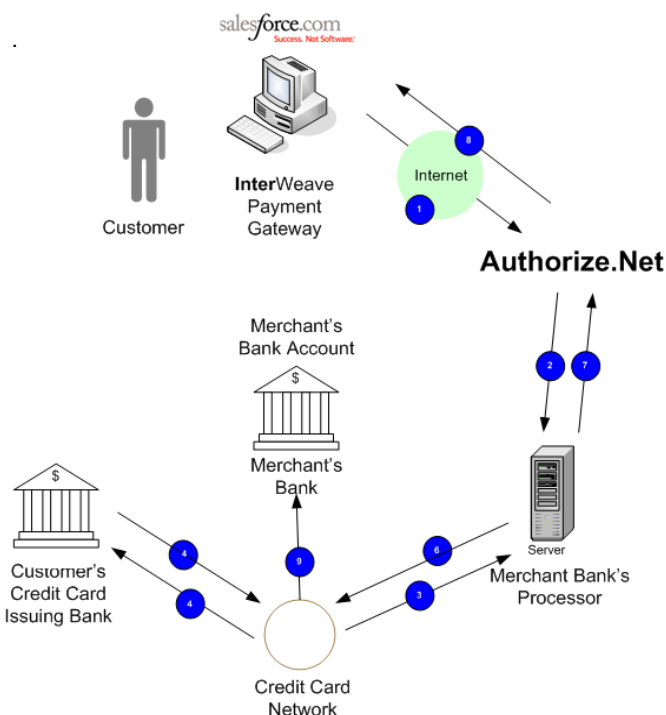 salesforce.com
Success. Not Software.
.
InterWeave
Payment
Gateway
Customer
Internet
8
1
Authorize.Net
2
7
Merchant's
Bank Account
$
Merchant's
Bank
$
Customer's
Credit Card
Issuing Bank
4
4
9
6
3
Server
Merchant Bank's
Processor
Credit Card
Network